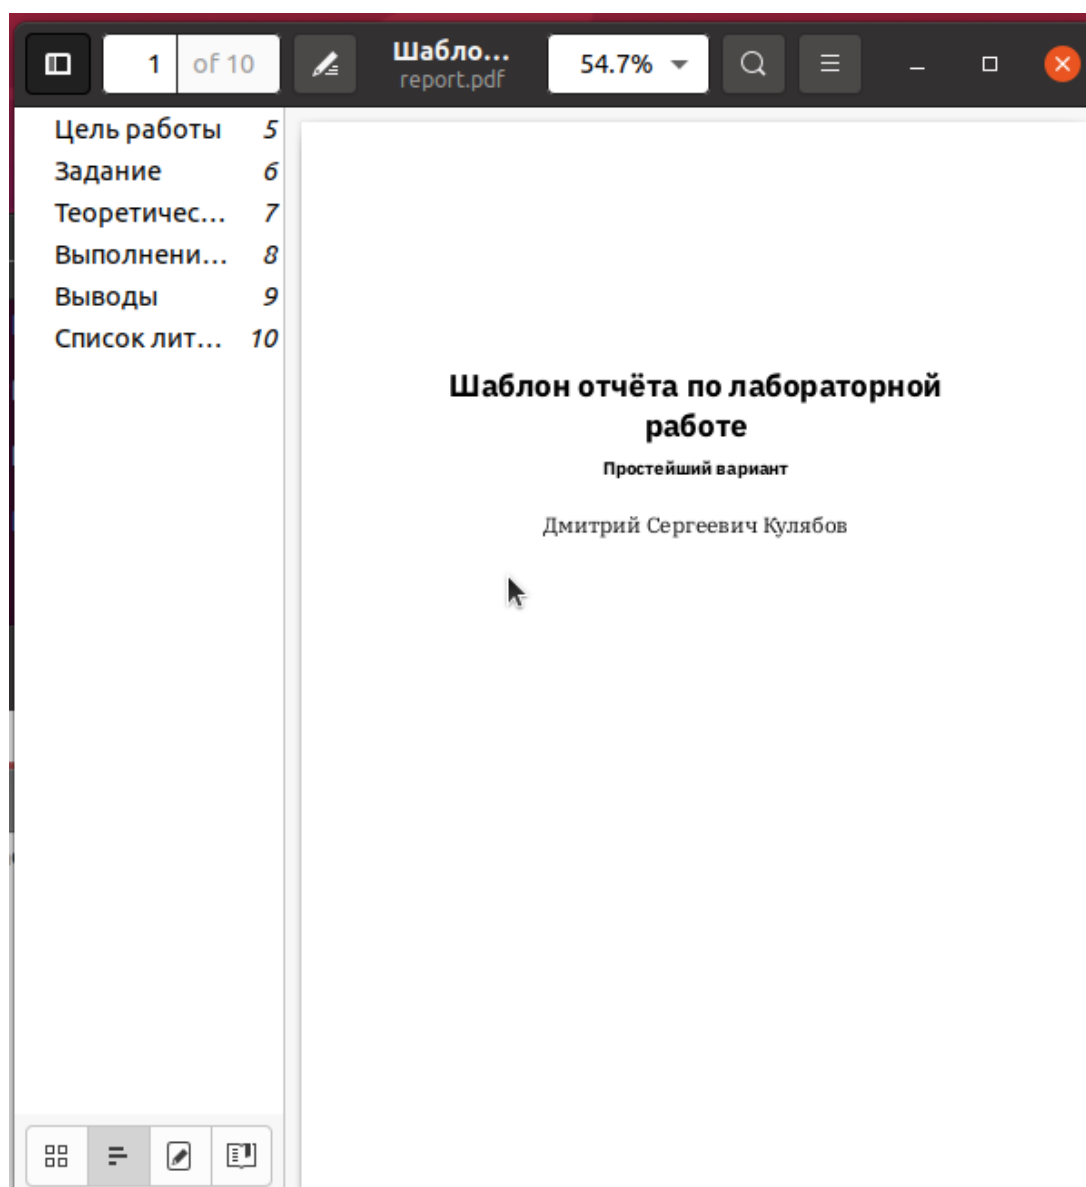 1 of 10
Шабло...
report.pdf
54.7%
Цель работы 5
Задание 6
Теоретичес... 7
Выполнени... 8
Выводы 9
Список лит... 10
Шаблон отчёта по лабораторной
работе
Простейший вариант
Дмитрий Сергеевич Кулябов